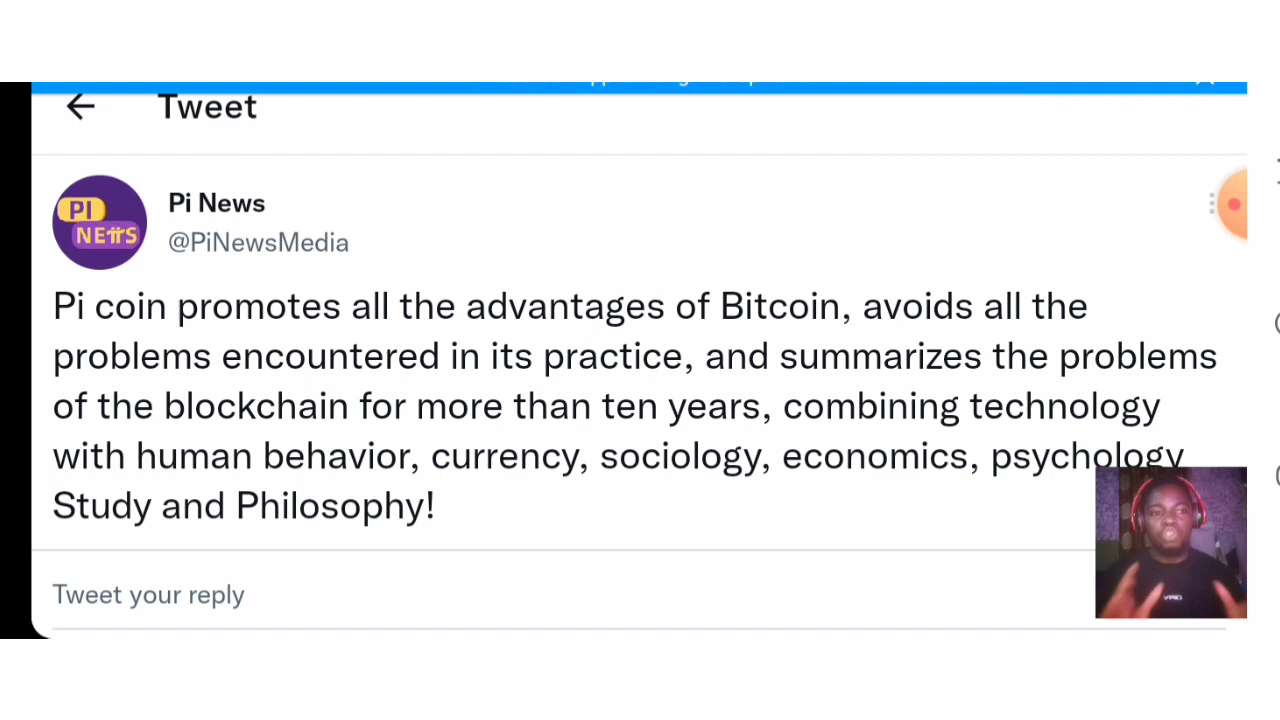 Tweet
PI
NEWS
Pi News
@PiNewsMedia
Pi coin promotes all the advantages of Bitcoin, avoids all the
problems encountered in its practice, and summarizes the problems
of the blockchain for more than ten years, combining technology
with human behavior, currency, sociology, economics, psychology
Study and Philosophy!
Tweet your reply